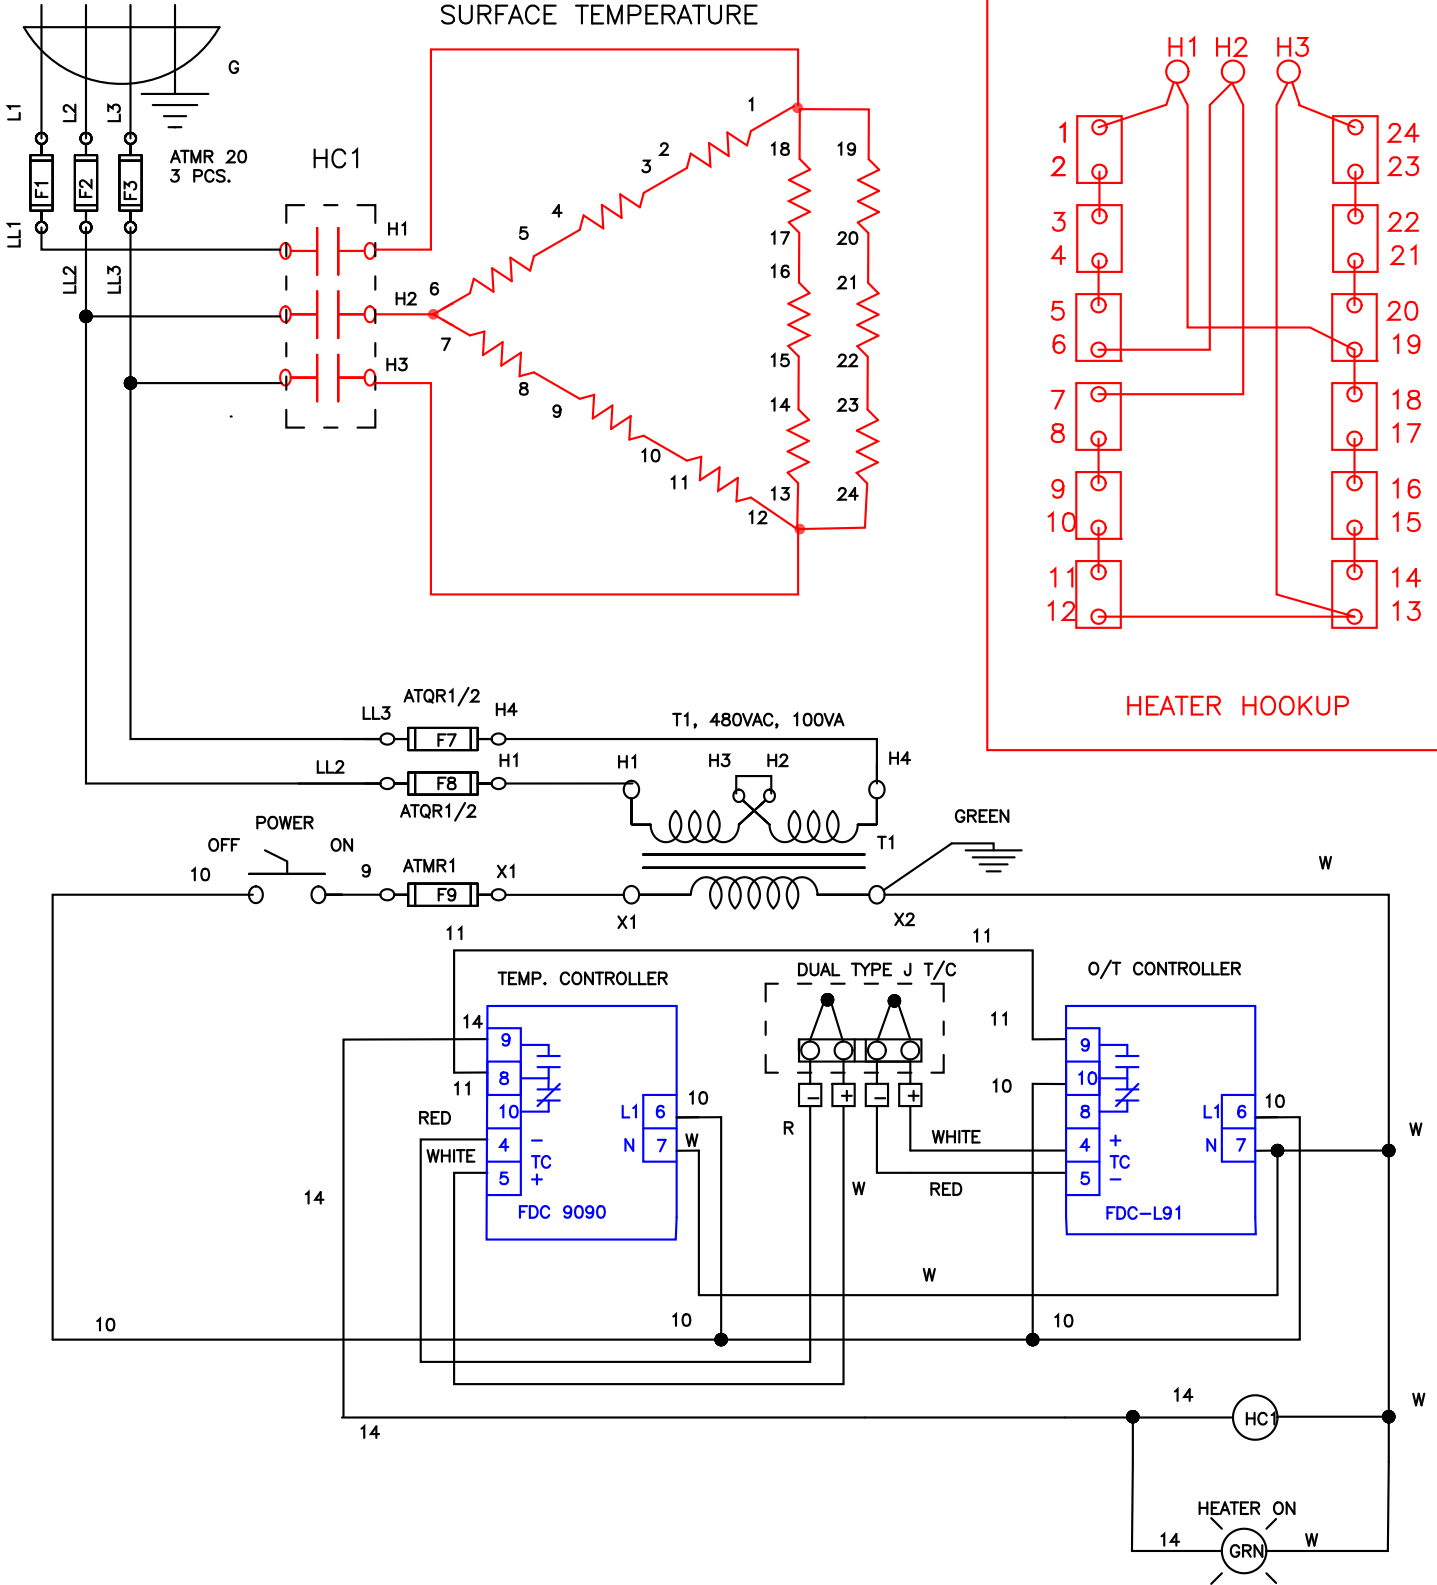 SURFACE TEMPERATURE
G
L1
L2
L3
ATMR 20
3 PCS.
F1
F2
F3
LL1
LL2
LL3
HC1
H1
H2
H3
1
2
3
4
5
6
7
8
9
10
11
12
18
19
17
20
16
21
15
22
14
23
13
24
H1 H2 H3
1
2
3
4
5
6
7
8
9
10
11
12
24
23
22
21
20
19
18
17
16
15
14
13
HEATER HOOKUP
ATQR1/2
LL3
F7
H4
T1, 480VAC, 100VA
LL2
F8
H1
ATQR1/2
H1
H3
H2
H4
T1
GREEN
POWER
OFF
ON
10
9
ATMR1
F9
X1
X1
X2
W
11
11
TEMP. CONTROLLER
DUAL TYPE J T/C
O/T CONTROLLER
14
9
8
11
10
RED
4 −
WHITE
TC
5 +
FDC 9090
L1 6
10
N 7
W
− + − +
R
W
WHITE
RED
11
9
10
10
8
4 +
TC
5 −
FDC−L91
L1 6
10
N 7
W
14
W
10
10
10
14
14
HC1
W
HEATER ON
14
GRN
W